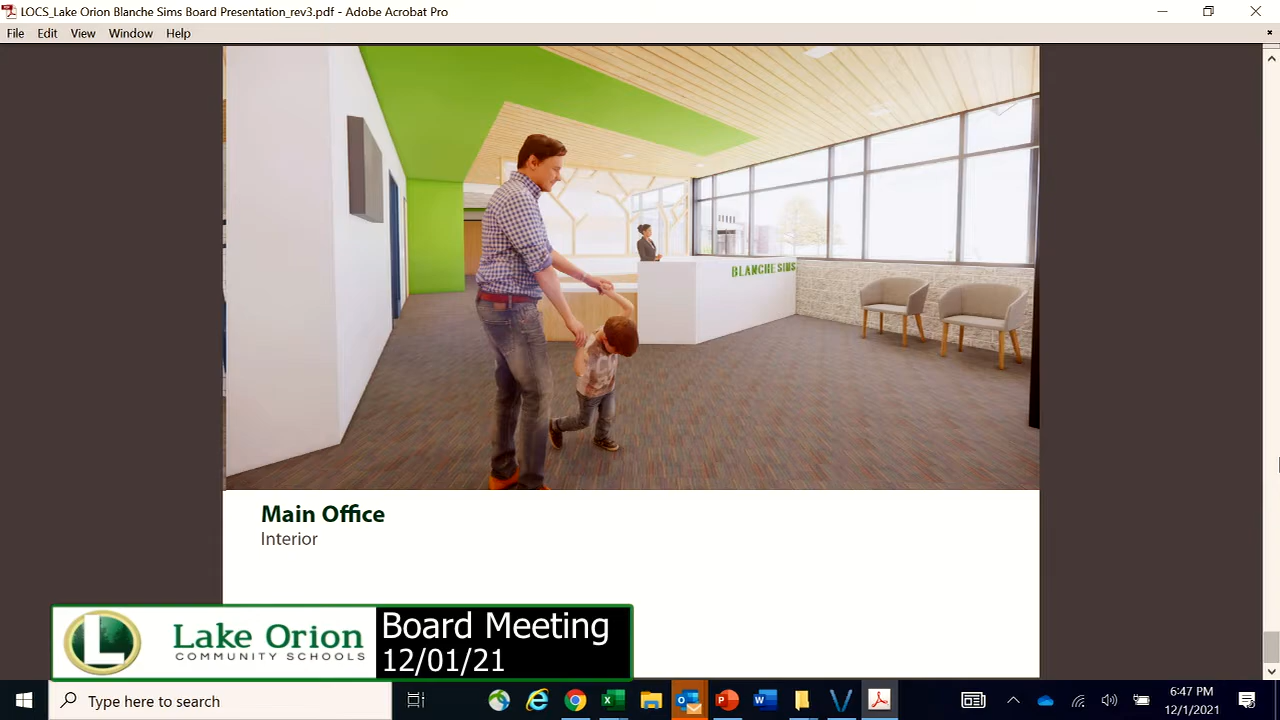 LOCS_Lake Orion Blanche Sims Board Presentation_rev3.pdf - Adobe Acrobat Pro
File Edit View Window Help
BLANCHE SIMS
Main Office
Interior
L
Lake Orion
COMMUNITY SCHOOLS
Board Meeting
12/01/21
Type here to search
6:47 PM
12/1/2021